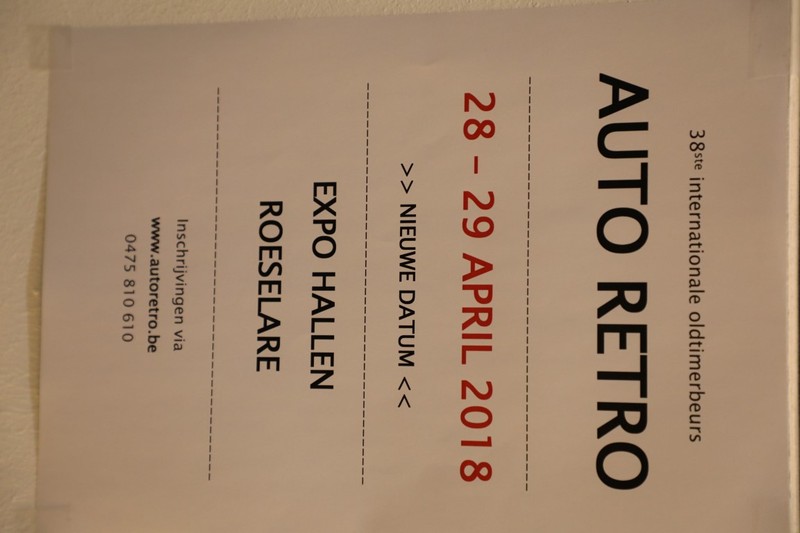 38ste internationale oldtimerbeurs
AUTO RETRO
28 – 29 APRIL 2018
>> NIEUWE DATUM <<
EXPO HALLEN
ROESELARE
Inschrijvingen via
www.autoretro.be
0475 810 610